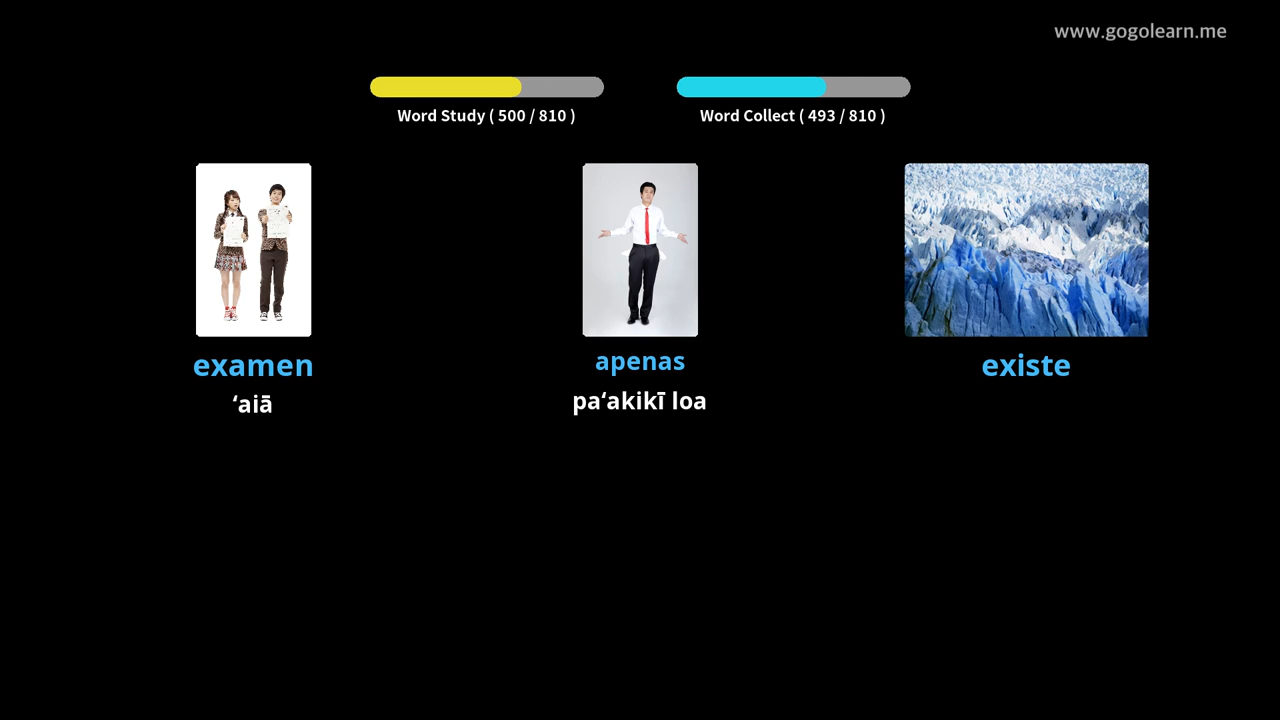 www.gogolearn.me
Word Study ( 500 / 810 )
Word Collect ( 493 / 810 )
examen
ʻaiā
apenas
paʻakikī loa
existe